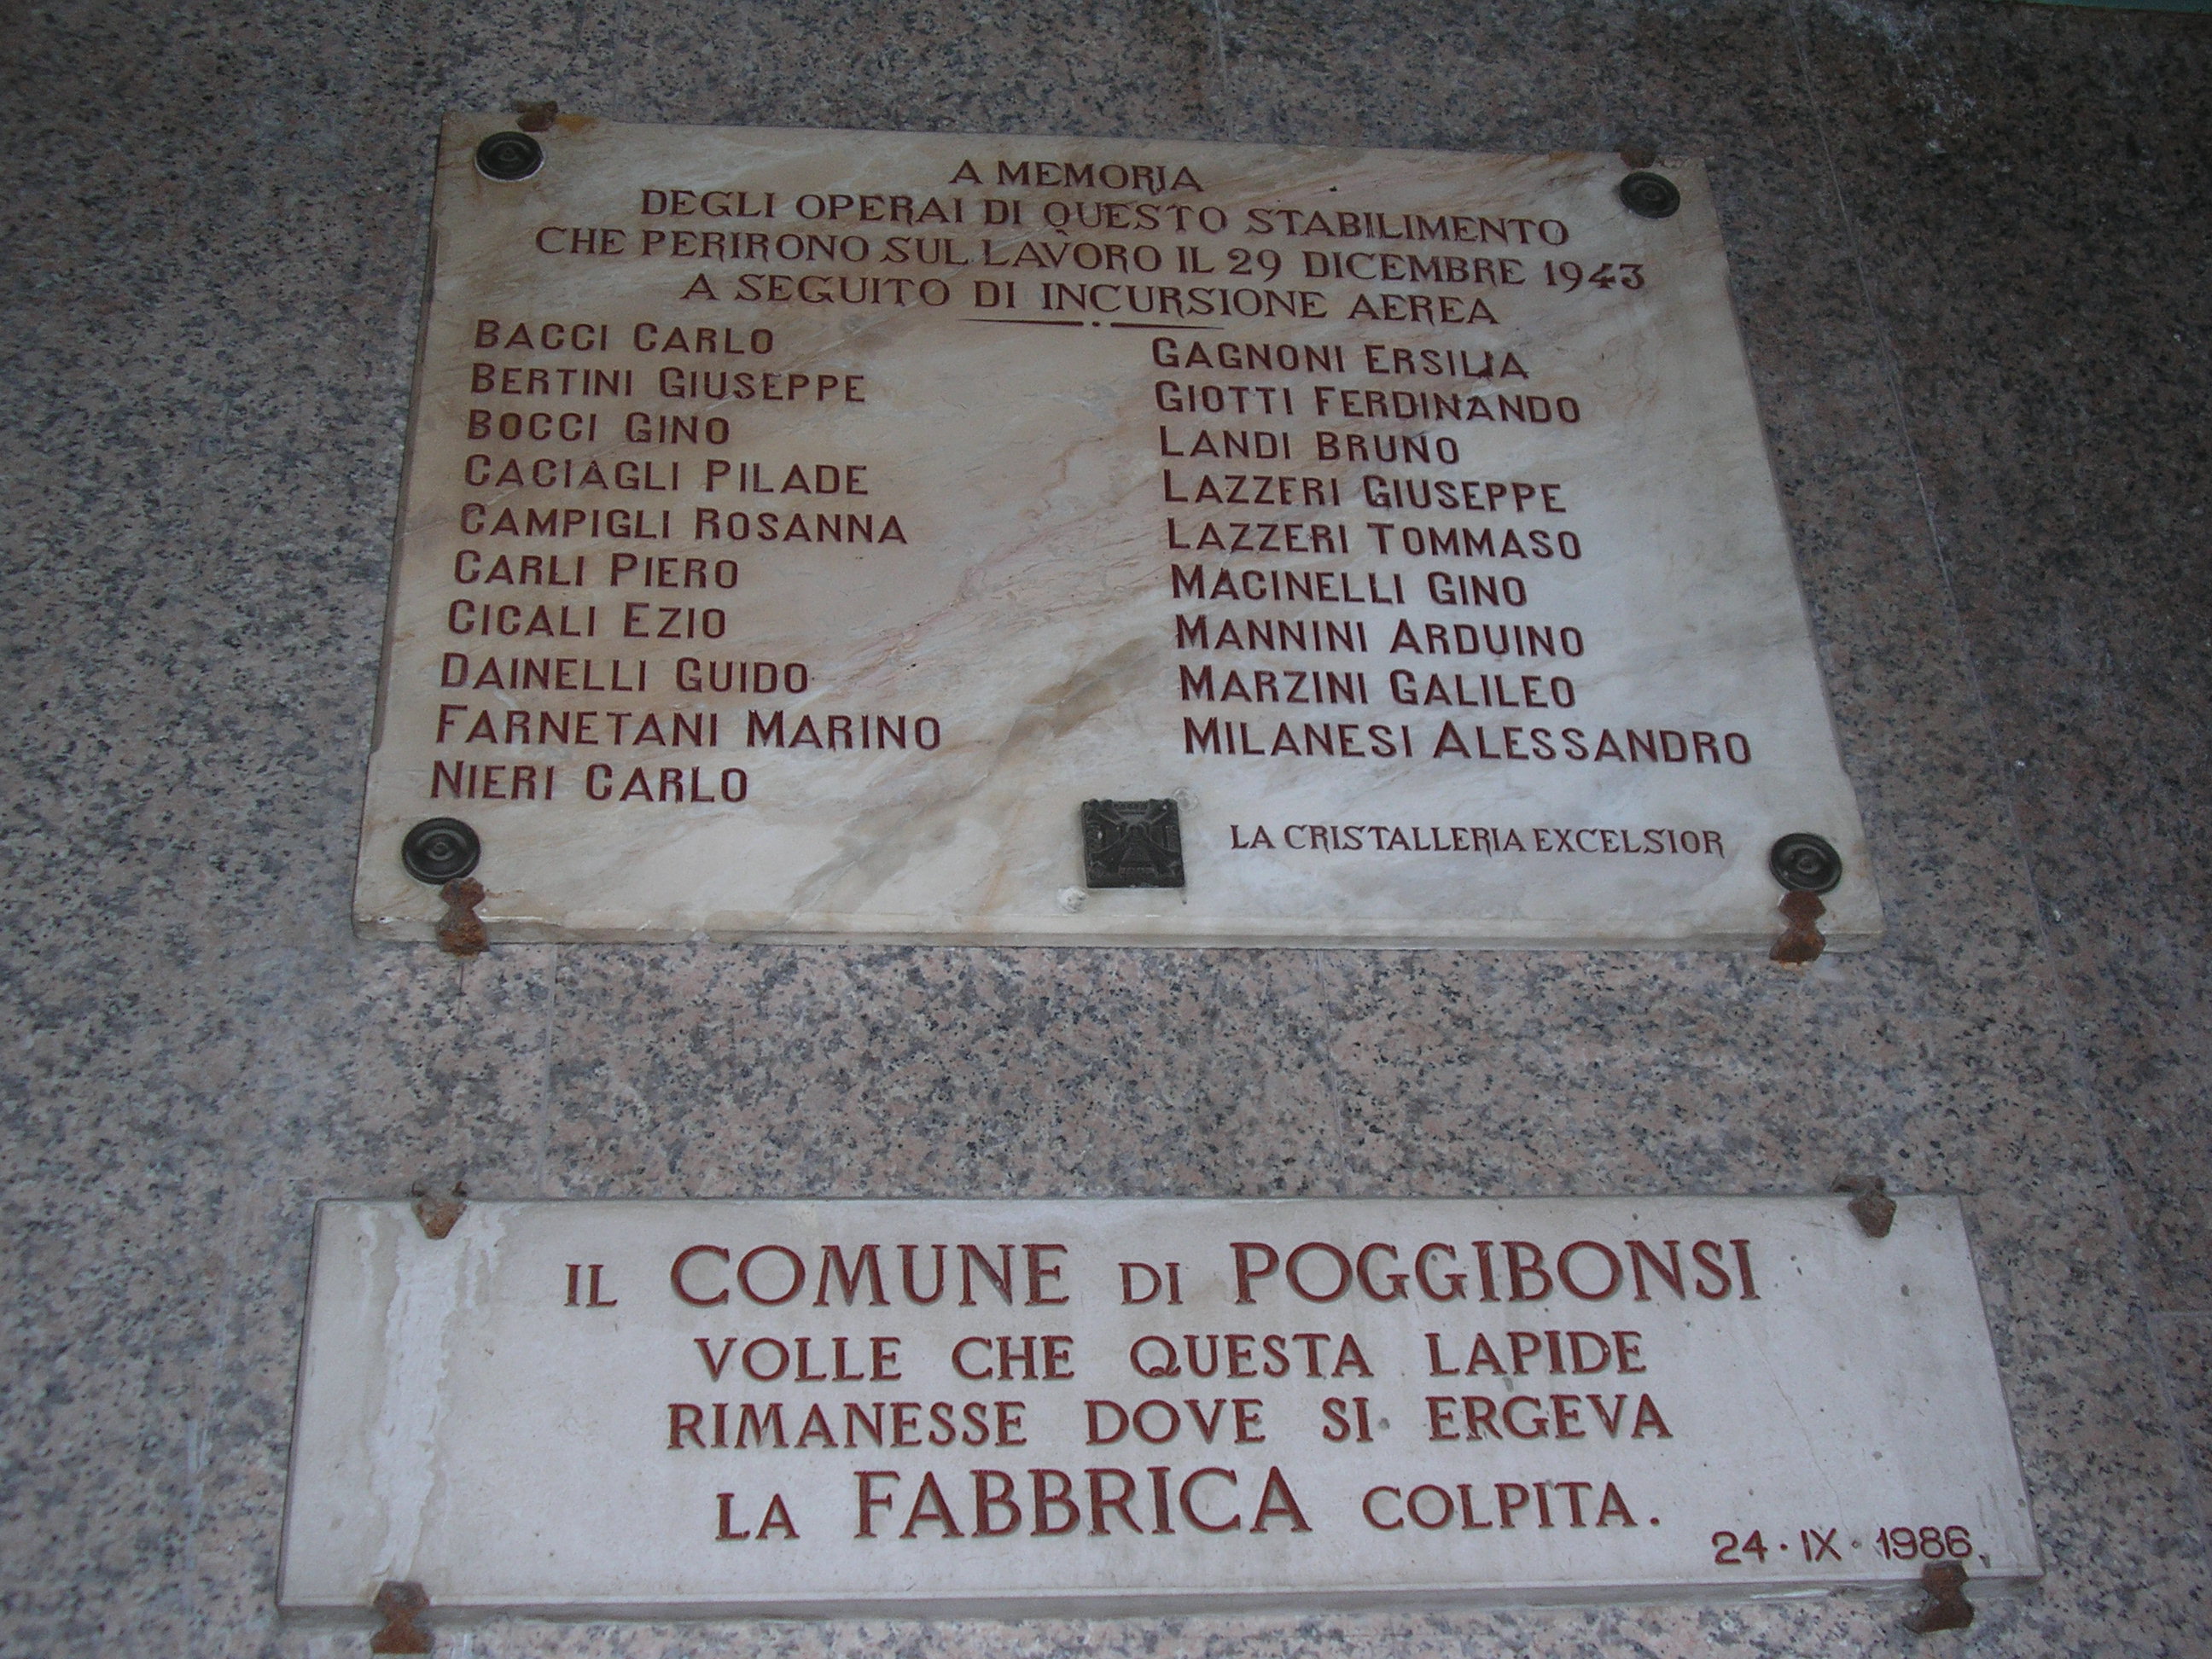 A MEMORIA
DEGLI OPERAI DI QUESTO STABILIMENTO
CHE PERIRONO SUL LAVORO IL 29 DICEMBRE 1943
A SEGUITO DI INCURSIONE AEREA
BACCI CARLO
BERTINI GIUSEPPE
BOCCI GINO
CACIAGLI PILADE
CAMPIGLI ROSANNA
CARLI PIERO
CICALI EZIO
DAINELLI GUIDO
FARNETANI MARINO
NIERI CARLO
GAGNONI ERSILIA
GIOTTI FERDINANDO
LANDI BRUNO
LAZZERI GIUSEPPE
LAZZERI TOMMASO
MACINELLI GINO
MANNINI ARDUINO
MARZINI GALILEO
MILANESI ALESSANDRO
LA CRISTALLERIA EXCELSIOR
IL COMUNE DI POGGIBONSI
VOLLE CHE QUESTA LAPIDE
RIMANESSE DOVE SI ERGEVA
LA FABBRICA COLPITA.
24·IX·1986